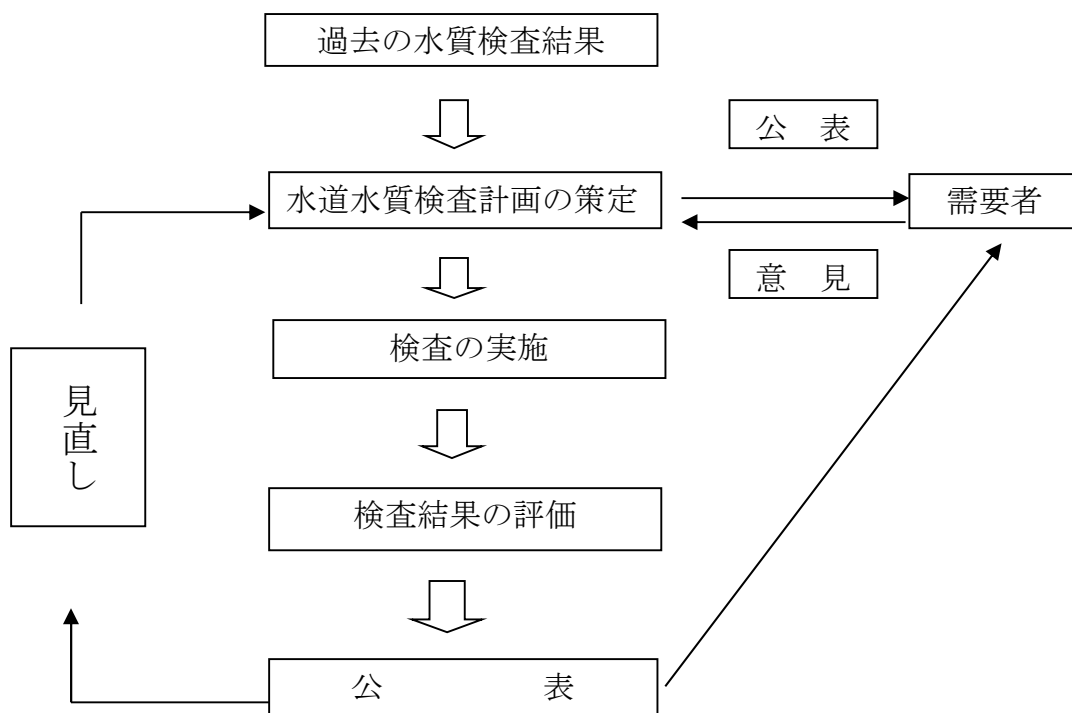 過去の水質検査結果
公　表
水道水質検査計画の策定
需要者
意　見
検査の実施
見直し
検査結果の評価
公　　　　　表